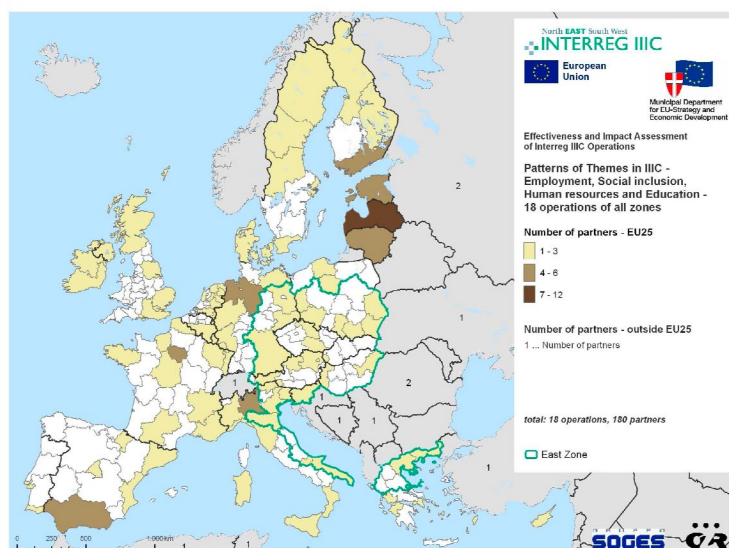 North EAST South West
INTERREG IIIC
European
Union
Municipal Department
for EU-Strategy and
Economic Development
Effectiveness and Impact Assessment
of Interreg IIIC Operations
Patterns of Themes in IIIC -
Employment, Social inclusion,
Human resources and Education -
18 operations of all zones
Number of partners - EU25
1 - 3
4 - 6
7 - 12
Number of partners - outside EU25
1 ... Number of partners
total: 18 operations, 180 partners
East Zone
2
1
1
2
1
1
1
1
1
0 250 500 1.000 km
1
SOGES